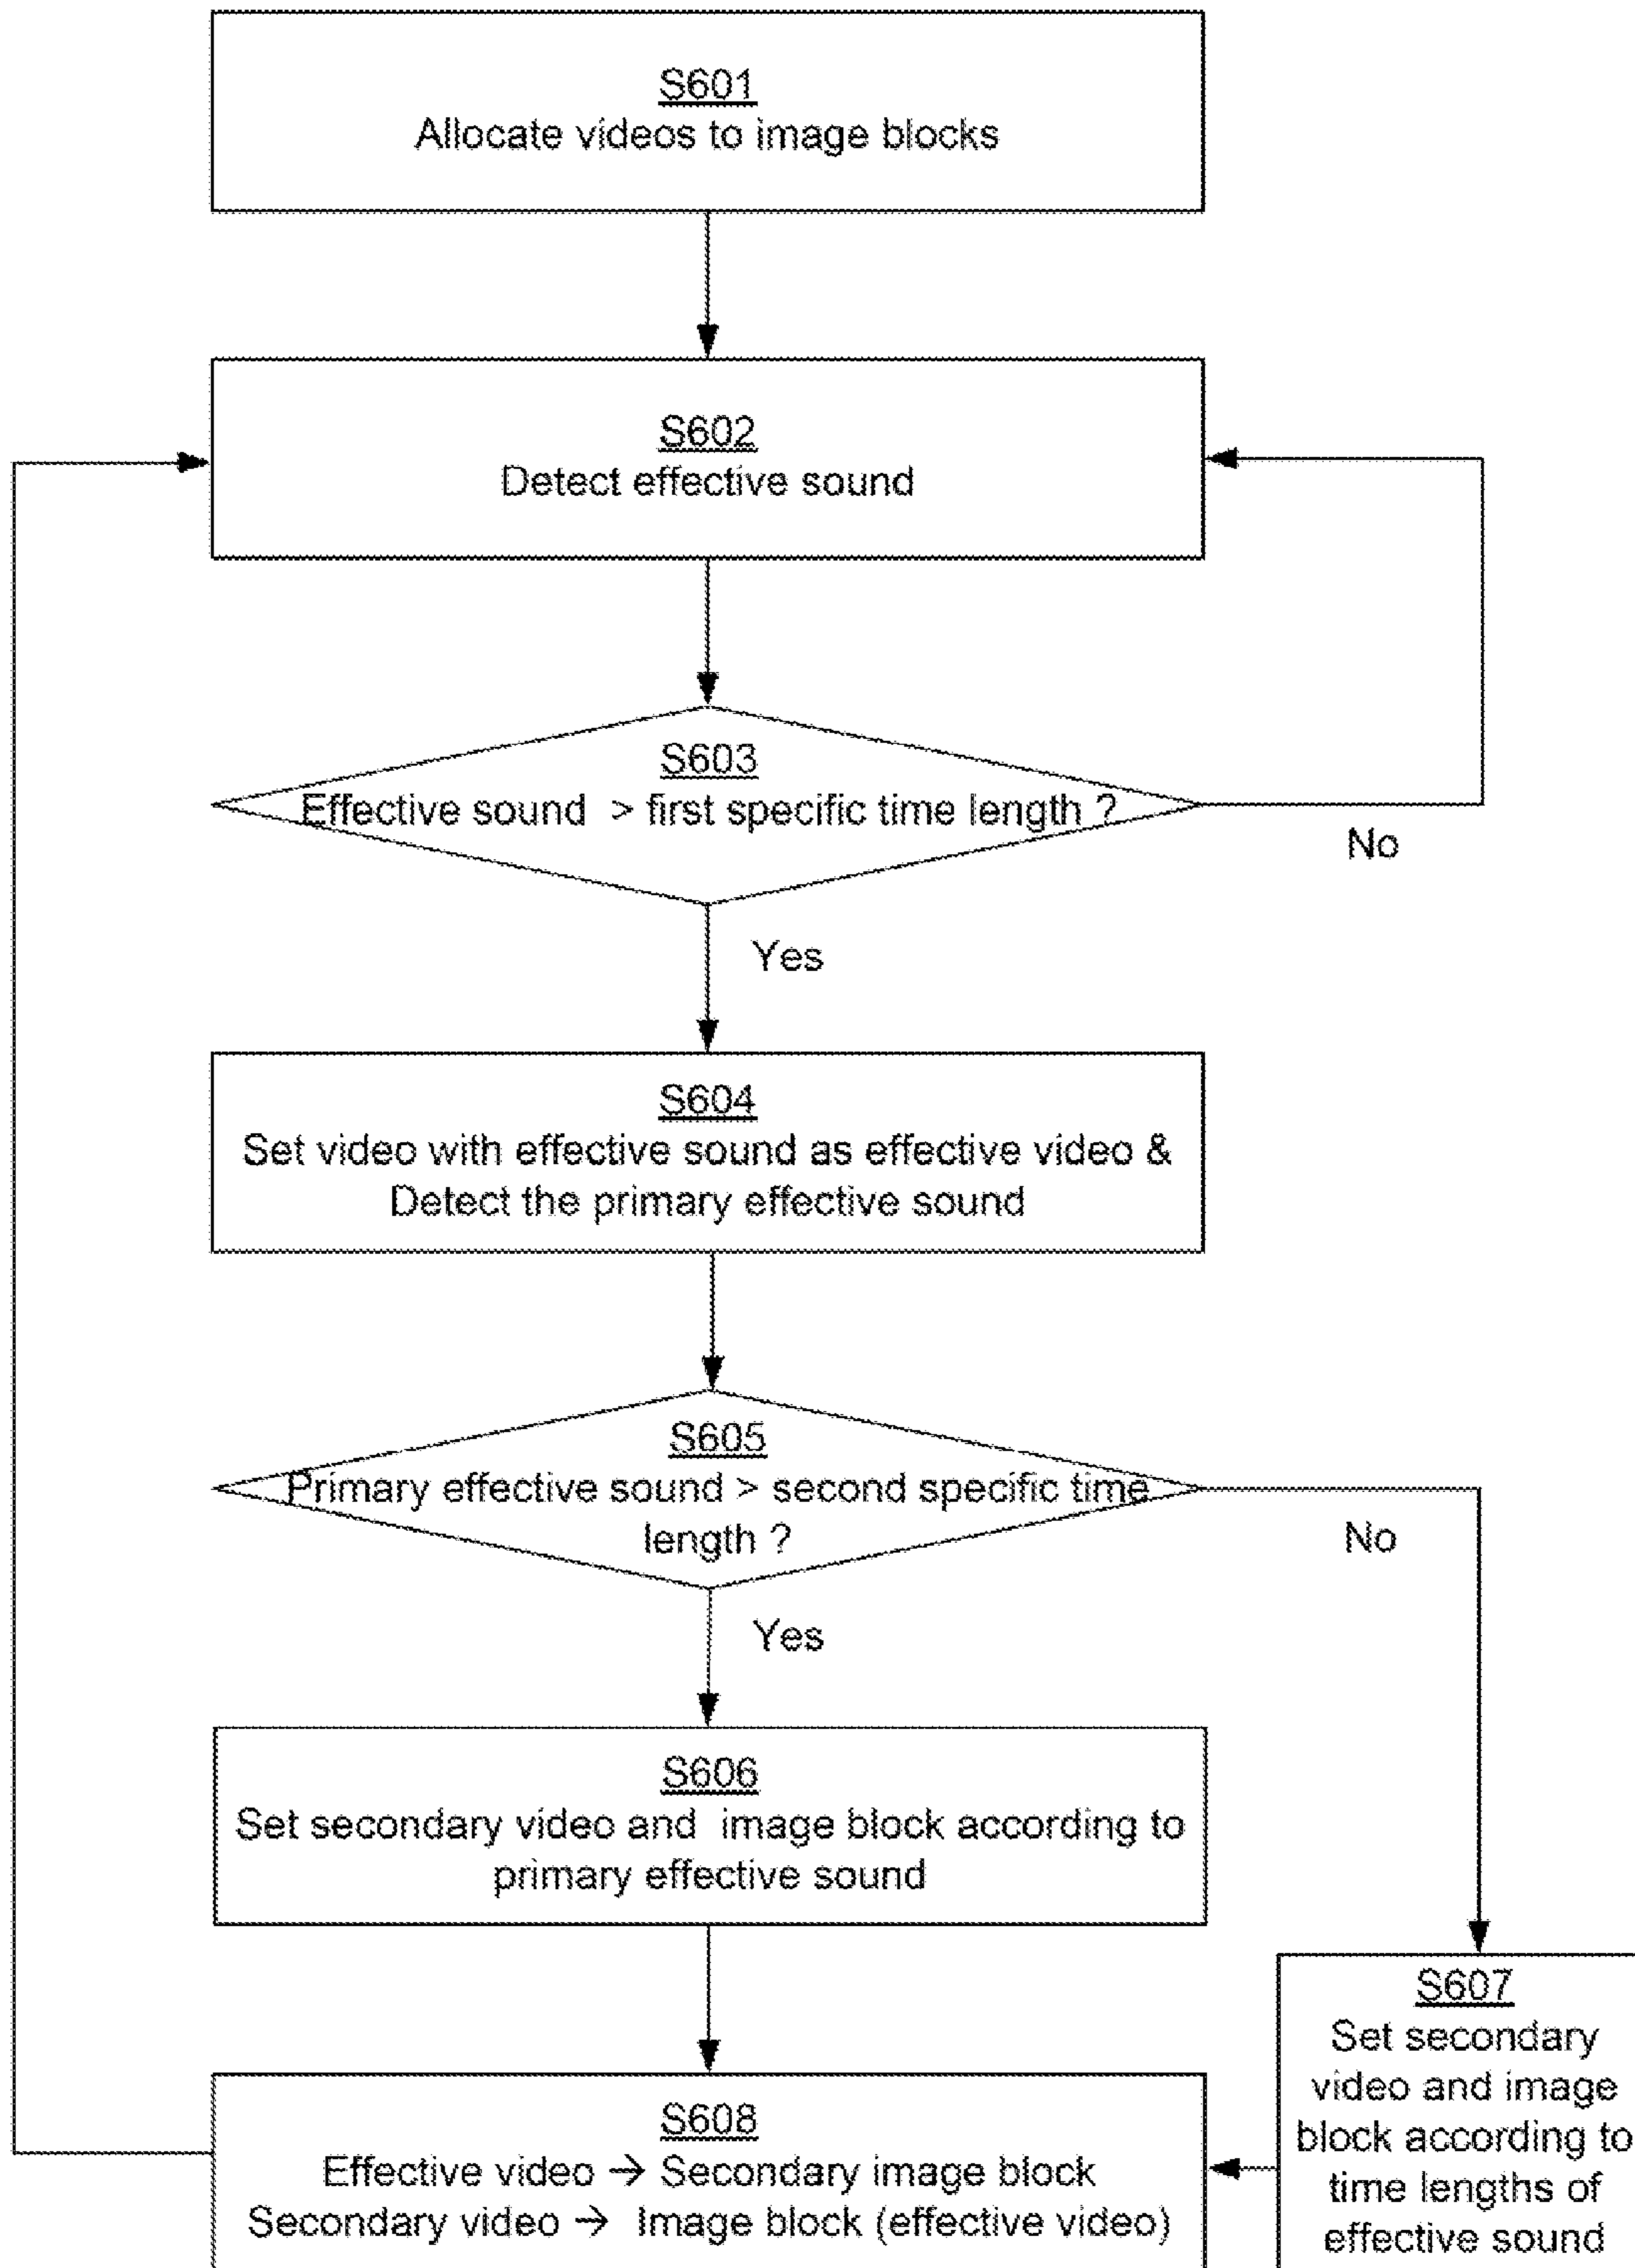 S601
Allocate videos to image blocks
S602
Detect effective sound
S603
Effective sound > first specific time length ?
No
Yes
S604
Set video with effective sound as effective video &
Detect the primary effective sound
S605
Primary effective sound > second specific time
length ?
No
Yes
S606
Set secondary video and image block according to
primary effective sound
S607
Set secondary
video and image
block according to
time lengths of
effective sound
S608
Effective video → Secondary image block
Secondary video → Image block (effective video)